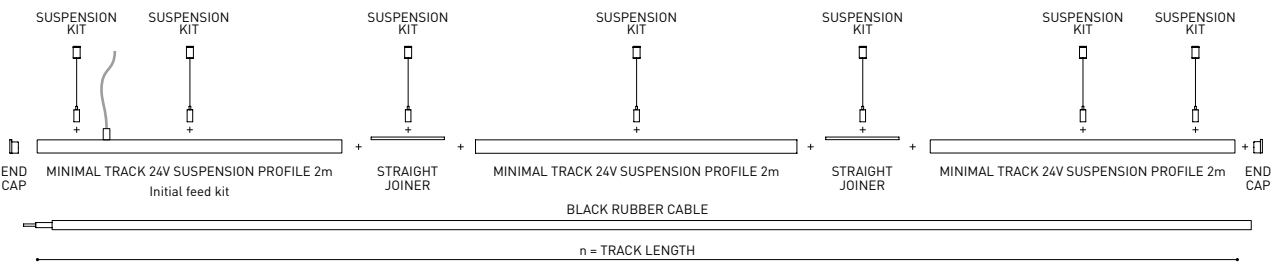 SUSPENSION
KIT
SUSPENSION
KIT
SUSPENSION
KIT
SUSPENSION
KIT
SUSPENSION
KIT
SUSPENSION
KIT
SUSPENSION
KIT
+
+
+
+
+
+
+
+
+
+
+
+
END
CAP
MINIMAL TRACK 24V SUSPENSION PROFILE 2m
Initial feed kit
STRAIGHT
JOINER
MINIMAL TRACK 24V SUSPENSION PROFILE 2m
STRAIGHT
JOINER
MINIMAL TRACK 24V SUSPENSION PROFILE 2m
END
CAP
BLACK RUBBER CABLE
n = TRACK LENGTH